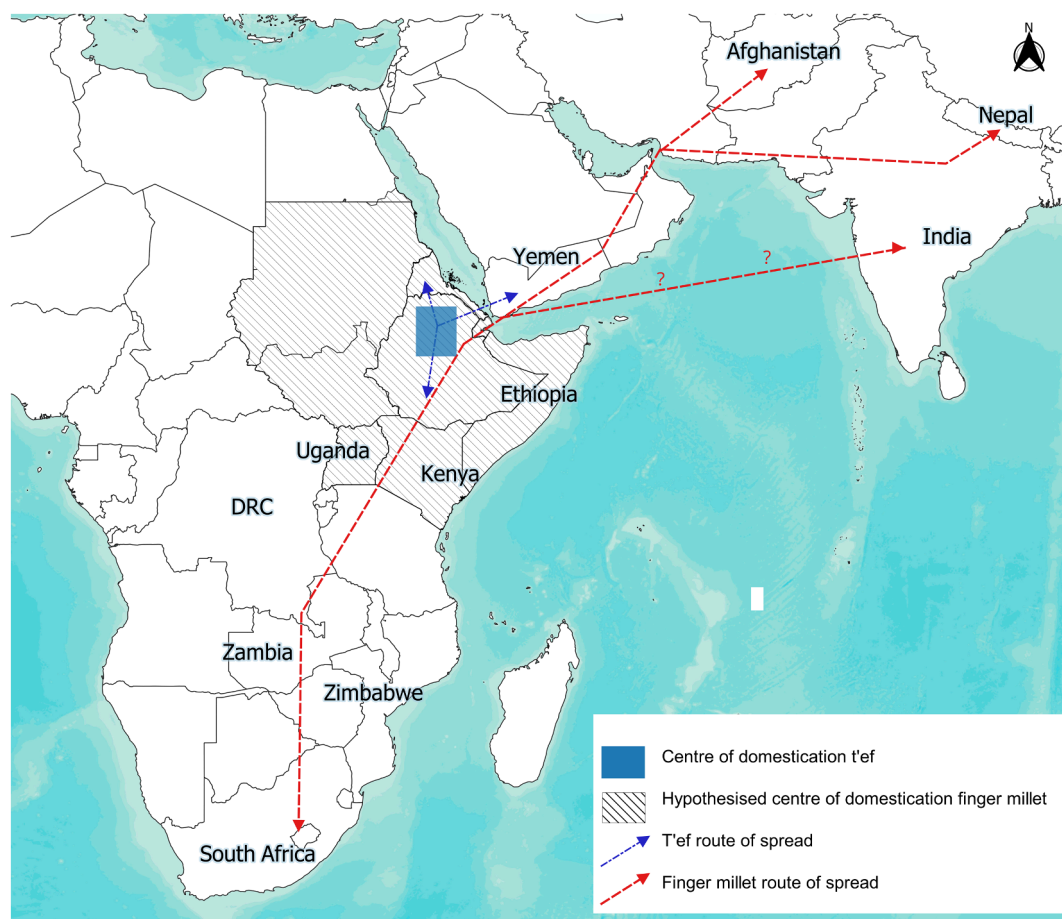 N
Afghanistan
Nepal
India
Yemen
?
?
Ethiopia
Uganda
Kenya
DRC
Zambia
Zimbabwe
South Africa
Centre of domestication t'ef
Hypothesised centre of domestication finger millet
T'ef route of spread
Finger millet route of spread